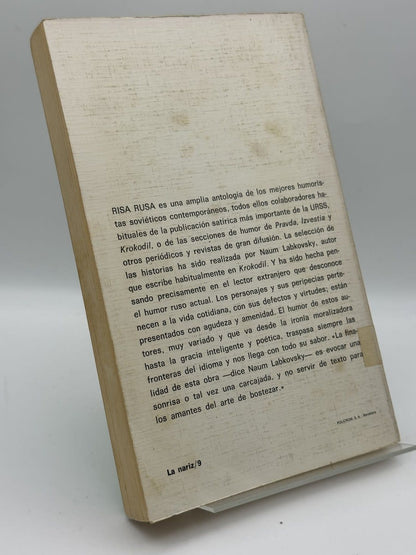 RISA RUSA es una amplia antología de los mejores humoris-
tas soviéticos contemporáneos, todos ellos colaboradores ha-
bituales de la publicación satírica más importante de la URSS,
Krokodil, o de las secciones de humor de Pravda, Izvestia y
otros periódicos y revistas de gran difusión. La selección de
las historias ha sido realizada por Naum Labkovsky, autor
que escribe habitualmente en Krokodil. Y ha sido hecha pen-
sando precisamente en el lector extranjero que desconoce
el humor ruso actual. Los personajes y sus peripecias perte-
necen a la vida cotidiana, con sus defectos y virtudes; están
presentados con agudeza y amenidad. El humor de estos au-
tores, muy variado y que va desde la ironía moralizadora
hasta la gracia inteligente y poética, traspasa siempre las
fronteras del idioma y nos llega con todo su sabor. «La fina-
lidad de esta obra —dice Naum Labkovsky— es evocar una
sonrisa o tal vez una carcajada, y no servir de texto para
los amantes del arte de bostezar.»
POLICROM, S. A. - Barcelona
La nariz/9